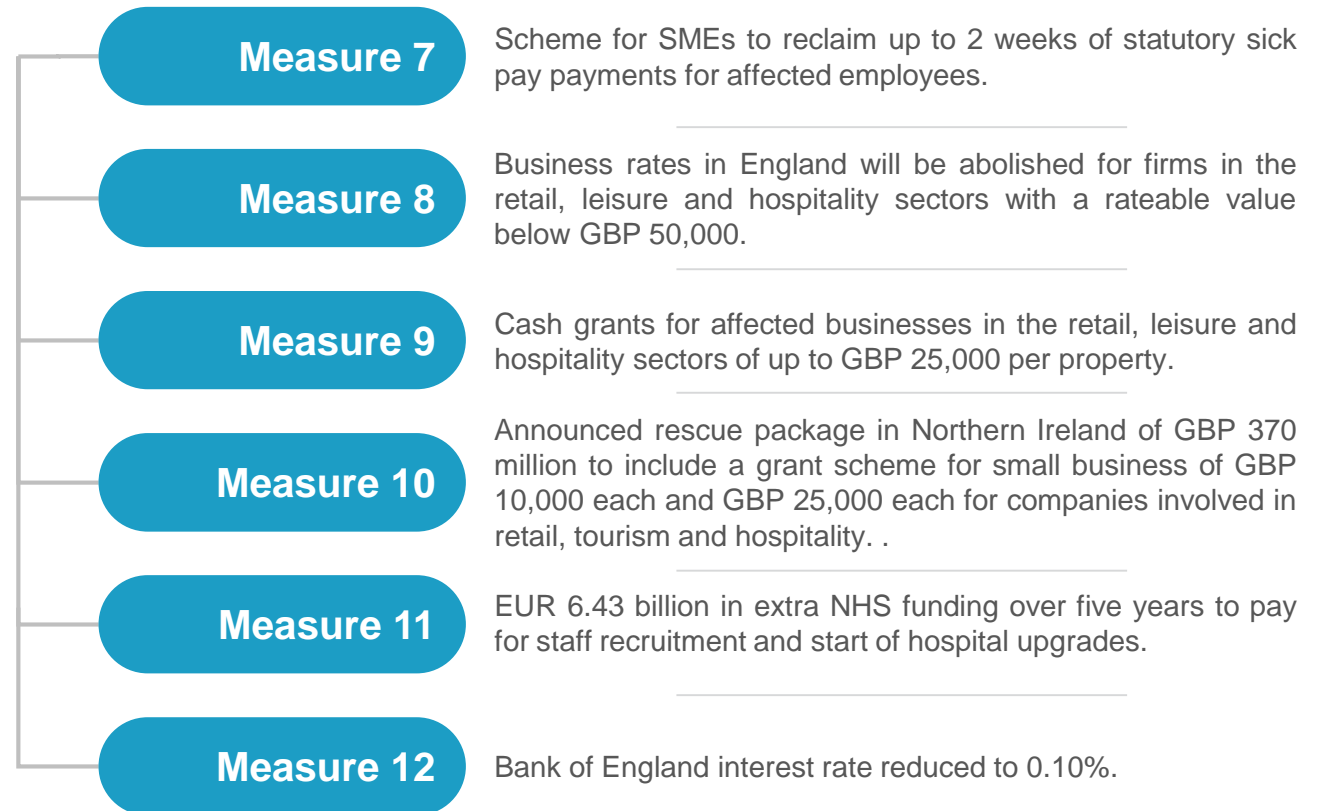 Measure 7
Scheme for SMEs to reclaim up to 2 weeks of statutory sick
pay payments for affected employees.
Measure 8
Business rates in England will be abolished for firms in the
retail, leisure and hospitality sectors with a rateable value
below GBP 50,000.
Measure 9
Cash grants for affected businesses in the retail, leisure and
hospitality sectors of up to GBP 25,000 per property.
Measure 10
Announced rescue package in Northern Ireland of GBP 370
million to include a grant scheme for small business of GBP
10,000 each and GBP 25,000 each for companies involved in
retail, tourism and hospitality. .
Measure 11
EUR 6.43 billion in extra NHS funding over five years to pay
for staff recruitment and start of hospital upgrades.
Measure 12
Bank of England interest rate reduced to 0.10%.